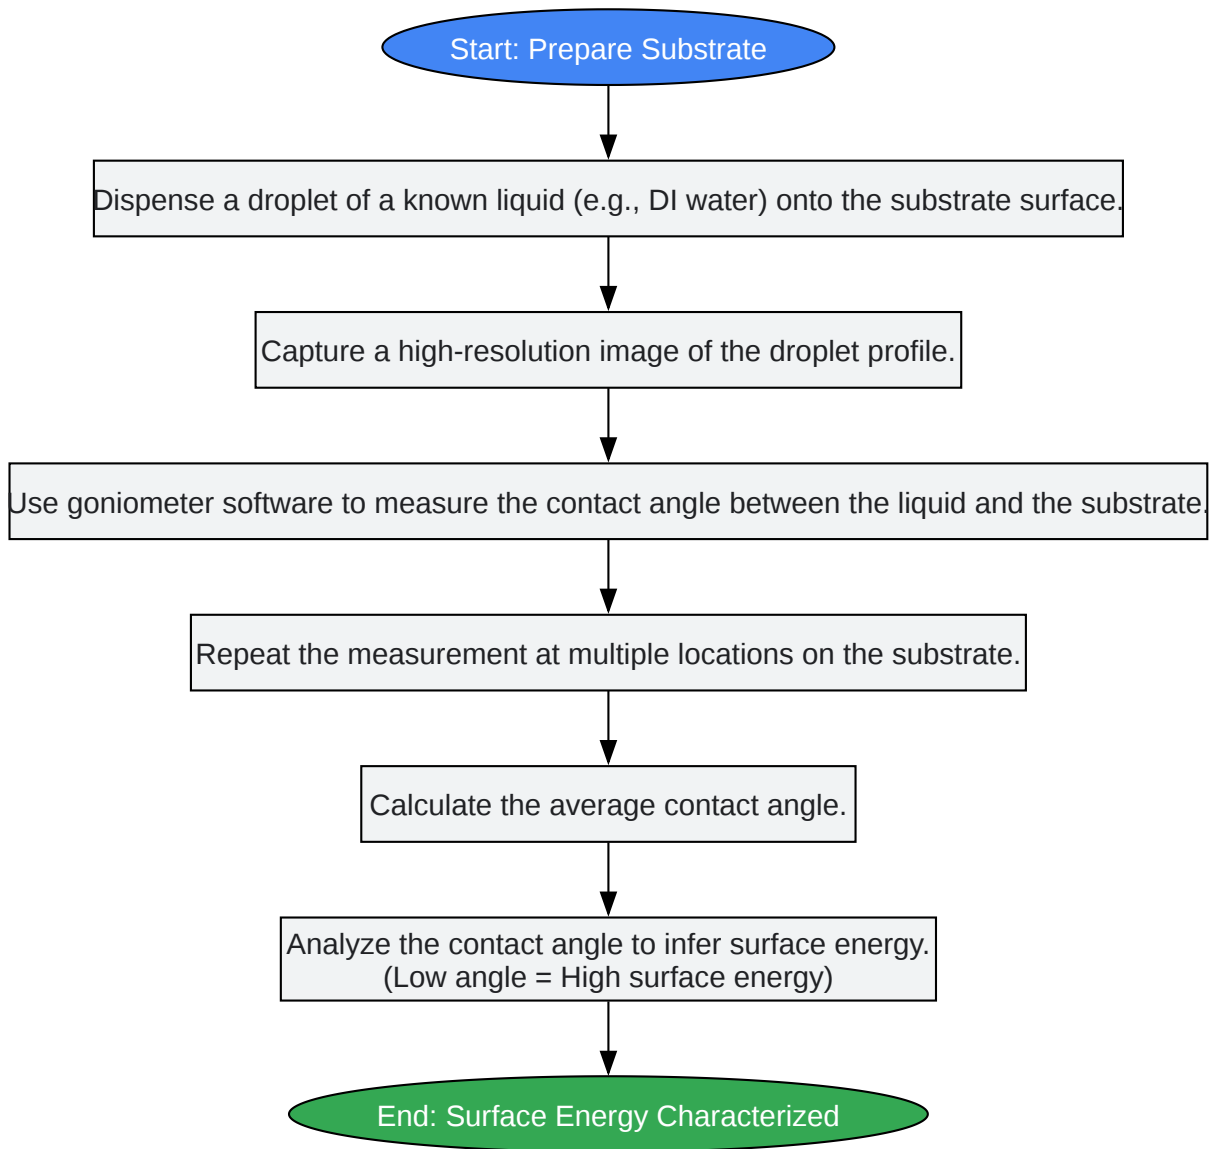 Start: Prepare Substrate
Dispense a droplet of a known liquid (e.g., DI water) onto the substrate surface.
Capture a high-resolution image of the droplet profile.
Use goniometer software to measure the contact angle between the liquid and the substrate.
Repeat the measurement at multiple locations on the substrate.
Calculate the average contact angle.
Analyze the contact angle to infer surface energy.
(Low angle = High surface energy)
End: Surface Energy Characterized